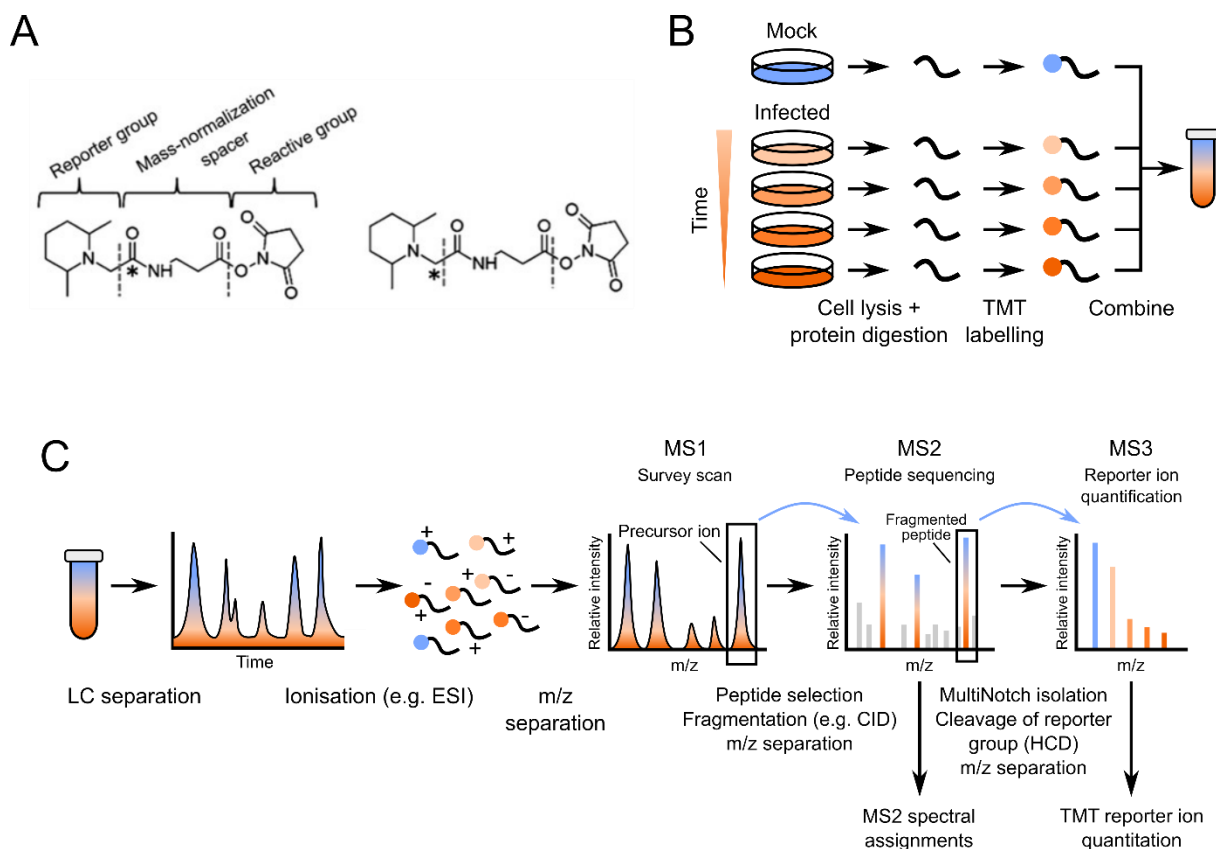 A
Reporter group
Mass-normalization
spacer
Reactive group
N
*
O
NH
O
O
N
O
O
N
*
O
NH
O
O
N
O
O
B
Mock
Infected
Time
Cell lysis +
protein digestion
TMT
labelling
Combine
C
LC separation
Time
Ionisation (e.g. ESI)
+
+
-
+
-
+
-
+
m/z
separation
MS1
Survey scan
Precursor ion
Relative intensity
m/z
Peptide selection
Fragmentation (e.g. CID)
m/z separation
MS2
Peptide sequencing
Fragmented
peptide
Relative intensity
m/z
MultiNotch isolation
Cleavage of reporter
group (HCD)
m/z separation
MS3
Reporter ion
quantification
Relative intensity
m/z
MS2 spectral
assignments
TMT reporter ion
quantitation